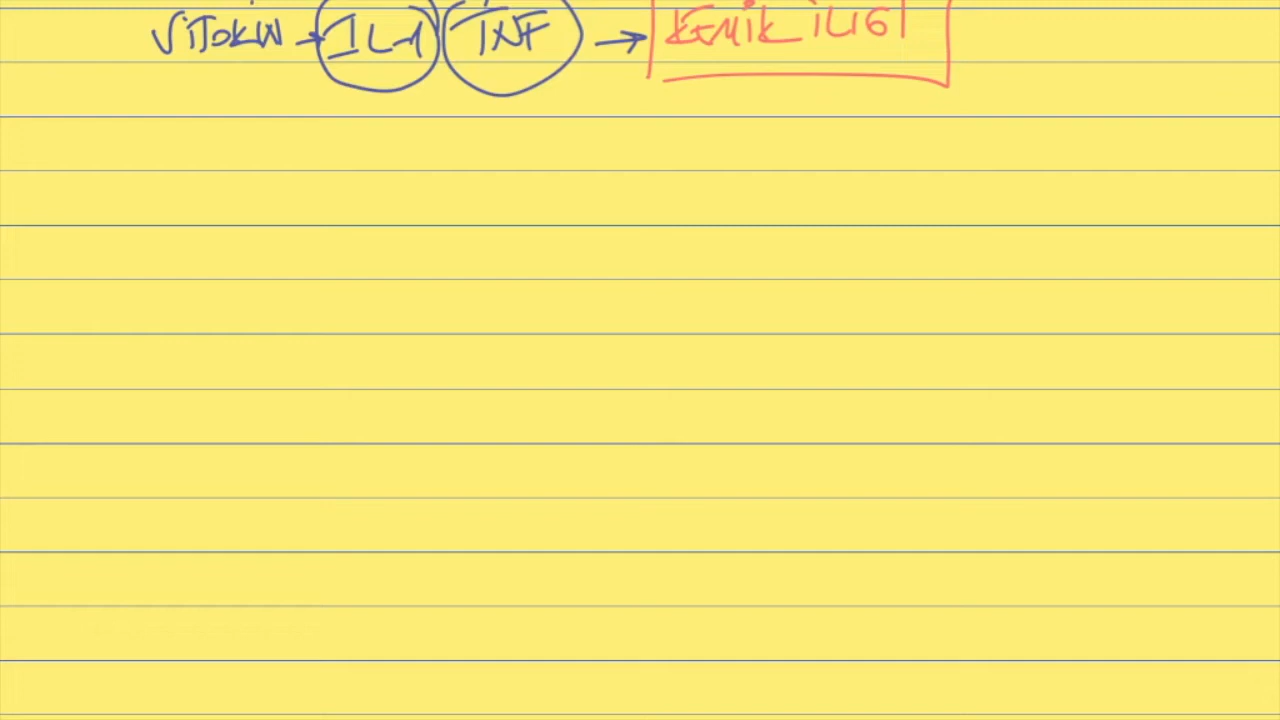 SİTOKİN → IL-1 TNF → KEMİK İLİĞİ